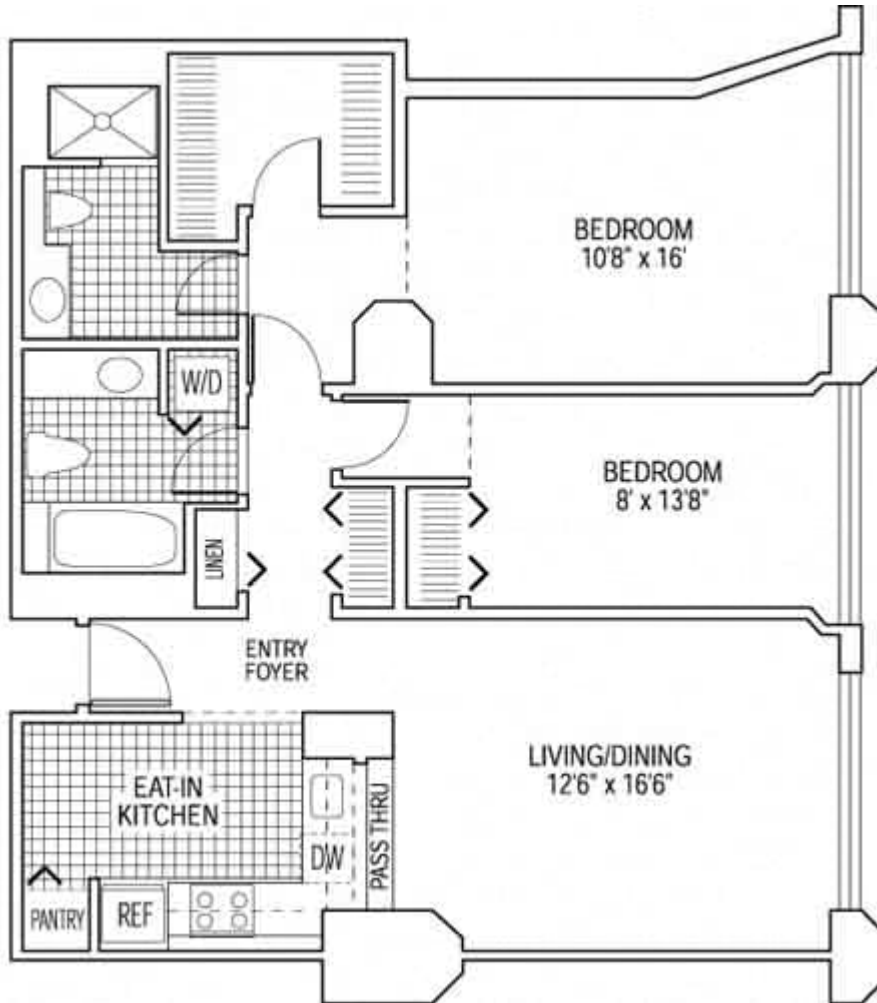 BEDROOM
10'8" x 16'
W/D
BEDROOM
8' x 13'8"
LINEN
ENTRY
FOYER
LIVING/DINING
12'6" x 16'6"
EAT-IN
KITCHEN
DW
PASS THRU
PANTRY
REF